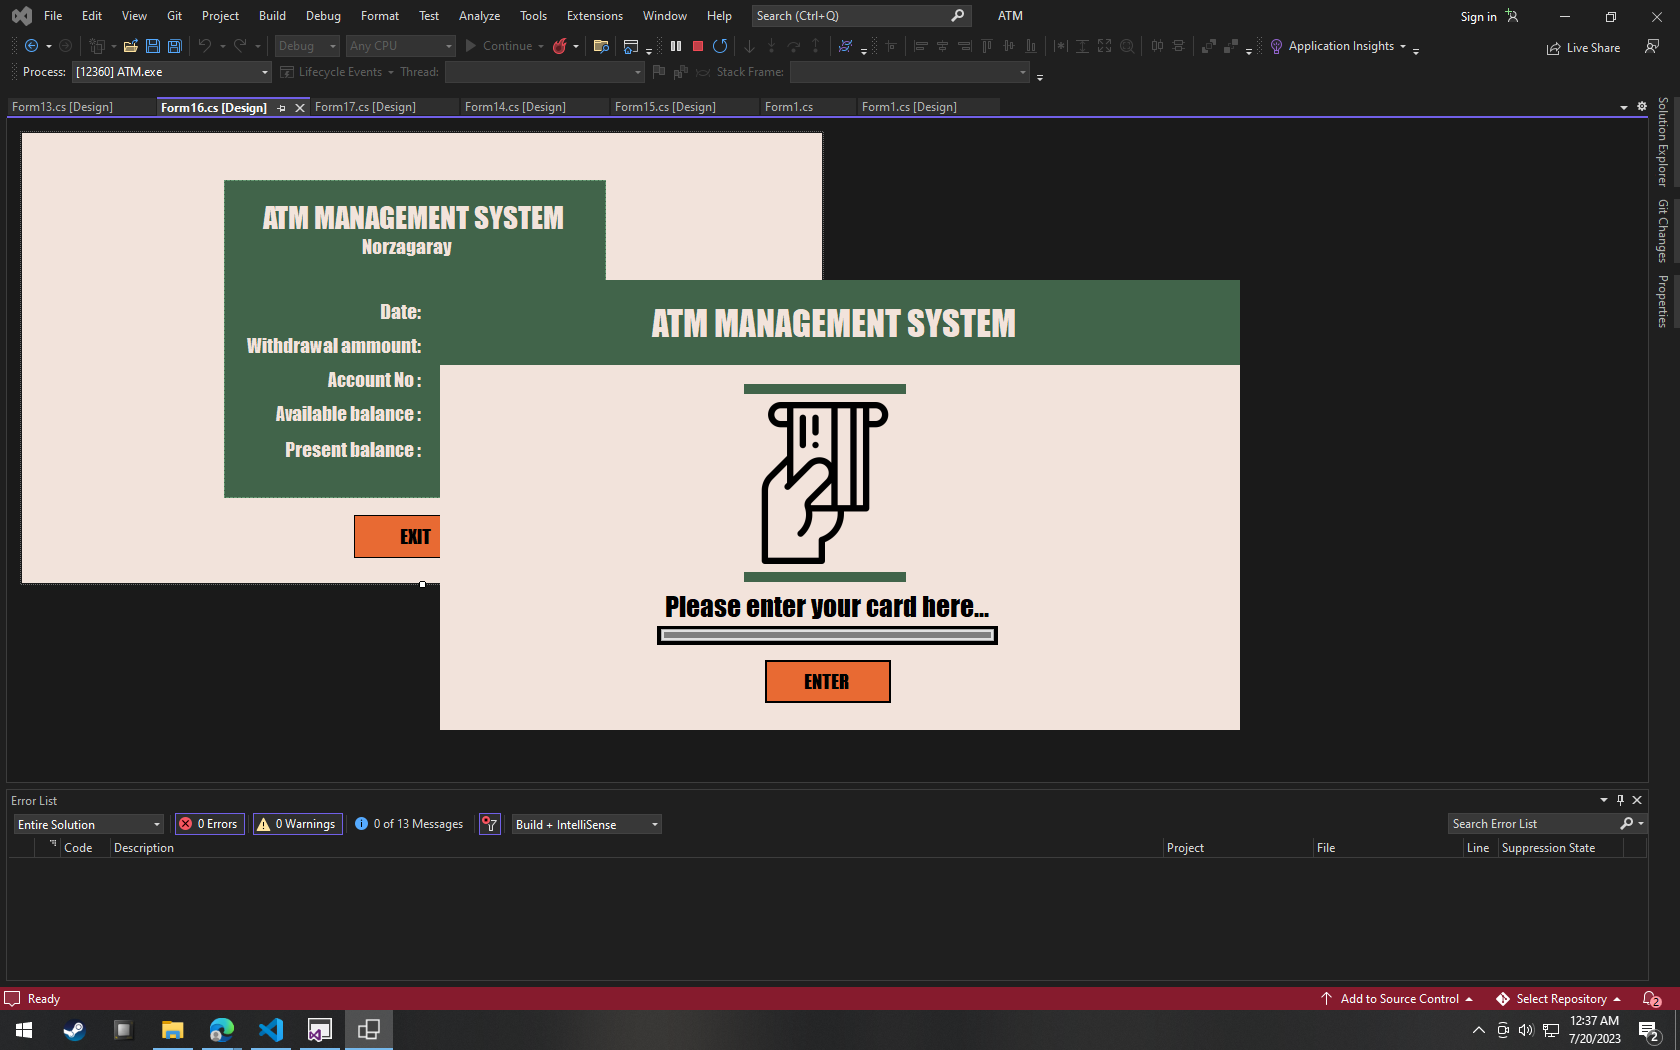 File Edit View Git Project Build Debug Format Test Analyze Tools Extensions Window Help Search (Ctrl+Q) ATM Sign in
Debug Any CPU Continue Application Insights Live Share
Process: [12360] ATM.exe Lifecycle Events Thread: Stack Frame:
Form13.cs [Design] Form16.cs [Design] Form17.cs [Design] Form14.cs [Design] Form15.cs [Design] Form1.cs Form1.cs [Design]
Solution Explorer
Git Changes
Properties
ATM MANAGEMENT SYSTEM
Norzagaray
Date:
Withdrawal ammount:
Account No :
Available balance :
Present balance :
EXIT
ATM MANAGEMENT SYSTEM
Please enter your card here...
ENTER
Error List
Entire Solution 0 Errors 0 Warnings 0 of 13 Messages Build + IntelliSense Search Error List
Code Description Project File Line Suppression State
Ready Add to Source Control Select Repository 2
12:37 AM
7/20/2023
2